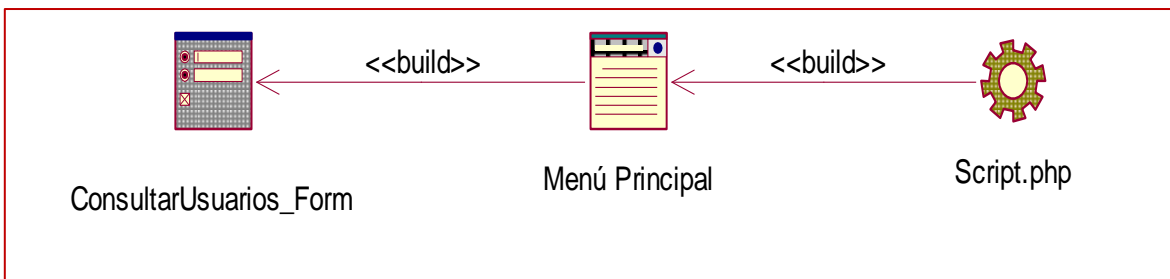 <<build>>
<<build>>
ConsultarUsuarios_Form
Menú Principal
Script.php